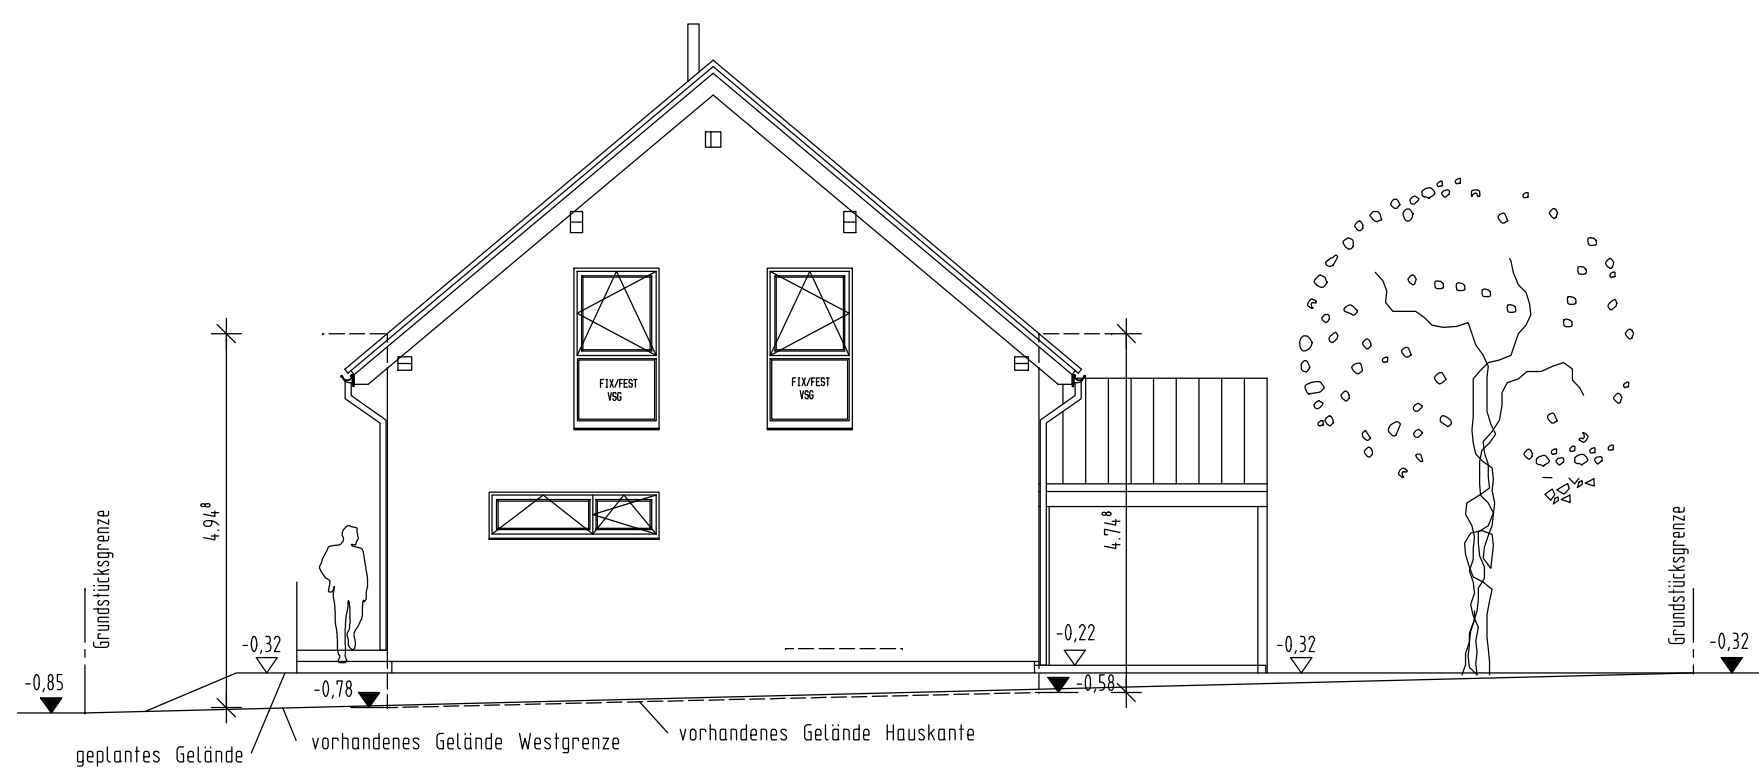 FIX/FEST
VSG
FIX/FEST
VSG
4.94⁸
4.74⁸
Grundstücksgrenze
Grundstücksgrenze
-0,32
-0,22
-0,32
-0,32
-0,85
-0,78
-0,58
geplantes Gelände
vorhandenes Gelände Westgrenze
vorhandenes Gelände Hauskante